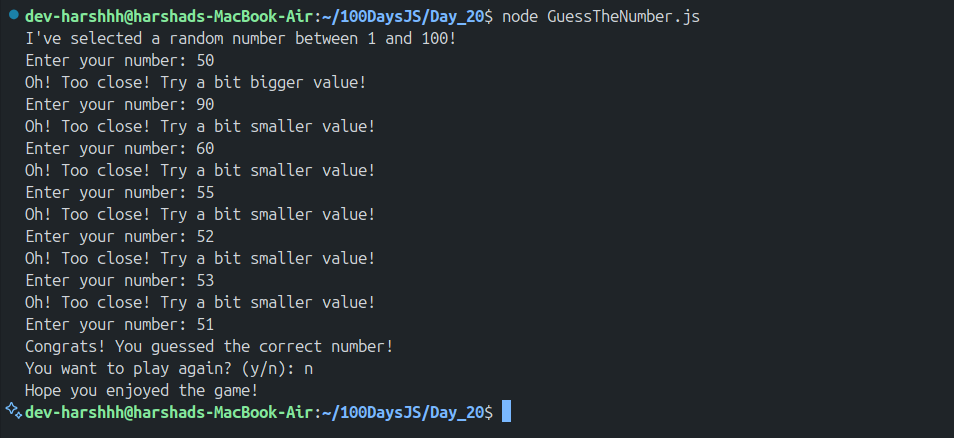 dev-harshhh@harshads-MacBook-Air:~/100DaysJS/Day_20$ node GuessTheNumber.js
I've selected a random number between 1 and 100!
Enter your number: 50
Oh! Too close! Try a bit bigger value!
Enter your number: 90
Oh! Too close! Try a bit smaller value!
Enter your number: 60
Oh! Too close! Try a bit smaller value!
Enter your number: 55
Oh! Too close! Try a bit smaller value!
Enter your number: 52
Oh! Too close! Try a bit smaller value!
Enter your number: 53
Oh! Too close! Try a bit smaller value!
Enter your number: 51
Congrats! You guessed the correct number!
You want to play again? (y/n): n
Hope you enjoyed the game!
dev-harshhh@harshads-MacBook-Air:~/100DaysJS/Day_20$